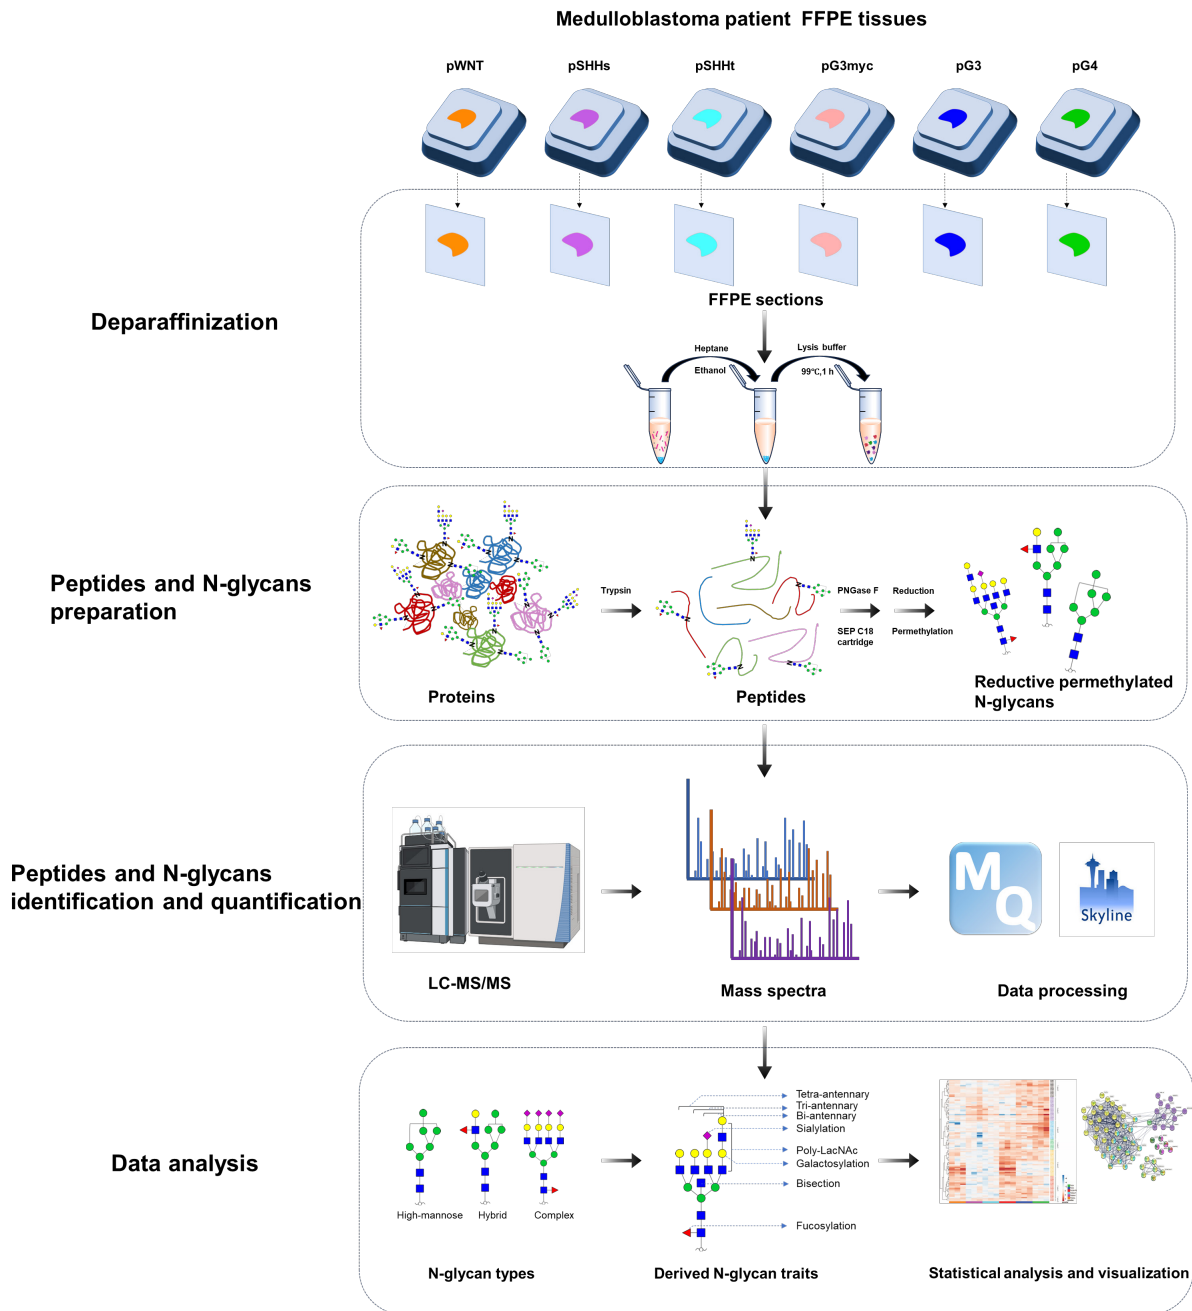 Medulloblastoma patient FFPE tissues
pWNT
pSHHs
pSHHt
pG3myc
pG3
pG4
Deparaffinization
FFPE sections
Heptane
Ethanol
Lysis buffer
99℃,1 h
Peptides and N-glycans
preparation
N
Trypsin
PNGase F
SEP C18
cartridge
Reduction
Permethylation
Proteins
Peptides
Reductive permethylated
N-glycans
Peptides and N-glycans
identification and quantification
MQ
Skyline
LC-MS/MS
Mass spectra
Data processing
Data analysis
High-mannose
Hybrid
Complex
Tetra-antennary
Tri-antennary
Bi-antennary
Sialylation
Poly-LacNAc
Galactosylation
Bisection
Fucosylation
N-glycan types
Derived N-glycan traits
Statistical analysis and visualization